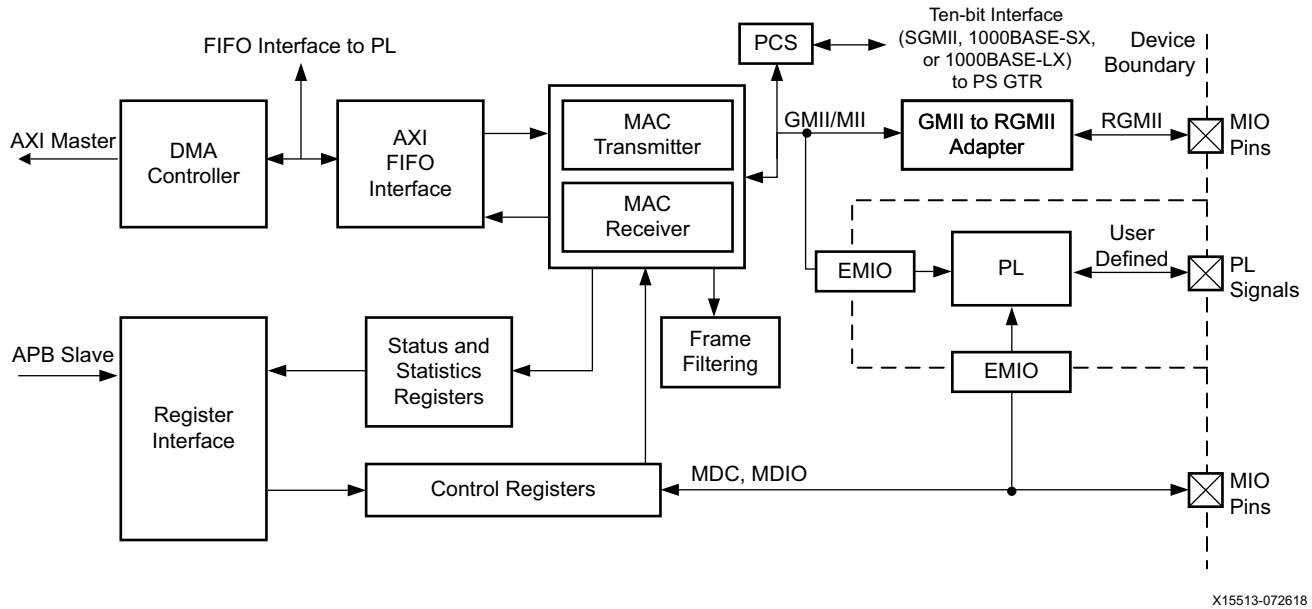 Ten-bit Interface
(SGMII, 1000BASE-SX,
or 1000BASE-LX)
to PS GTR
Device
Boundary
PCS
FIFO Interface to PL
AXI Master
DMA
Controller
AXI
FIFO
Interface
MAC
Transmitter
MAC
Receiver
GMII/MII
GMII to RGMII
Adapter
RGMII
MIO
Pins
EMIO
PL
User
Defined
PL
Signals
EMIO
APB Slave
Register
Interface
Status and
Statistics
Registers
Frame
Filtering
Control Registers
MDC, MDIO
MIO
Pins
X15513-072618